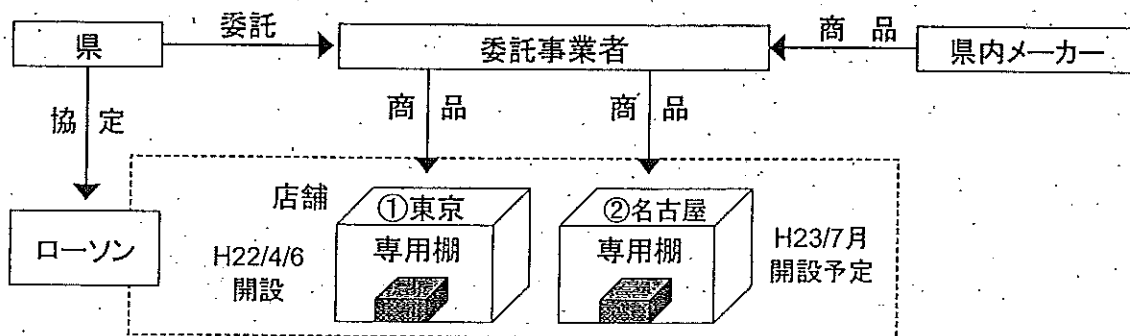 県
委託
委託事業者
商 品
県内メーカー
協 定
商 品
商 品
ローソン
店舗
H22/4/6
開設
①東京
専用棚
②名古屋
専用棚
H23/7月
開設予定